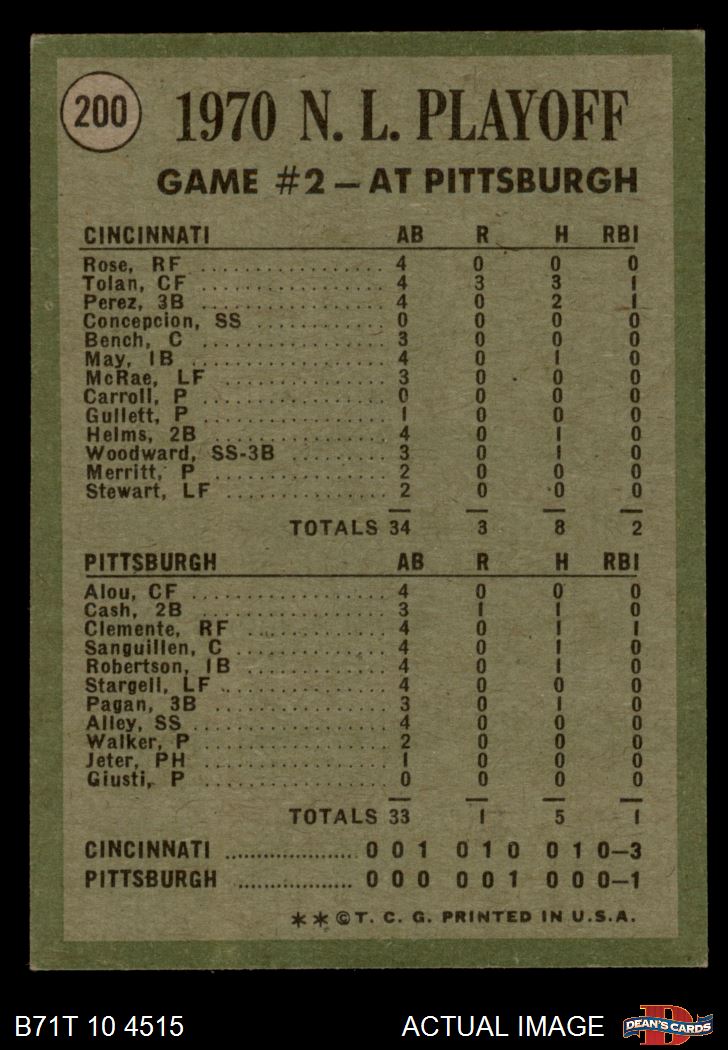 200
1970 N. L. PLAYOFF
GAME #2 — AT PITTSBURGH
CINCINNATI AB R H RBI
Rose, RF .................. 4 0 0 0
Tolan, CF .................. 4 3 3 1
Perez, 3B .................. 4 0 2 1
Concepcion, SS ............ 0 0 0 0
Bench, C .................. 3 0 0 0
May, 1B .................. 4 0 1 0
McRae, LF ................ 3 0 0 0
Carroll, P .................. 0 0 0 0
Gullett, P .................. 1 0 0 0
Helms, 2B .................. 4 0 1 0
Woodward, SS-3B ......... 3 0 1 0
Merritt, P .................. 2 0 0 0
Stewart, LF ............... 2 0 0 0
TOTALS 34 3 8 2
PITTSBURGH AB R H RBI
Alou, CF .................. 4 0 0 0
Cash, 2B .................. 3 1 1 0
Clemente, RF .............. 4 0 1 1
Sanguillen, C .............. 4 0 1 0
Robertson, 1B ............. 4 0 1 0
Stargell, LF ................ 4 0 0 0
Pagan, 3B .................. 3 0 1 0
Alley, SS .................. 4 0 0 0
Walker, P .................. 2 0 0 0
Jeter, PH .................. 1 0 0 0
Giusti, P .................. 0 0 0 0
TOTALS 33 1 5 1
CINCINNATI .................... 0 0 1 0 1 0 0 1 0—3
PITTSBURGH .................. 0 0 0 0 0 1 0 0 0—1
**©T. C. G. PRINTED IN U.S.A.
B71T 10 4515 ACTUAL IMAGE D DEAN'S CARDS